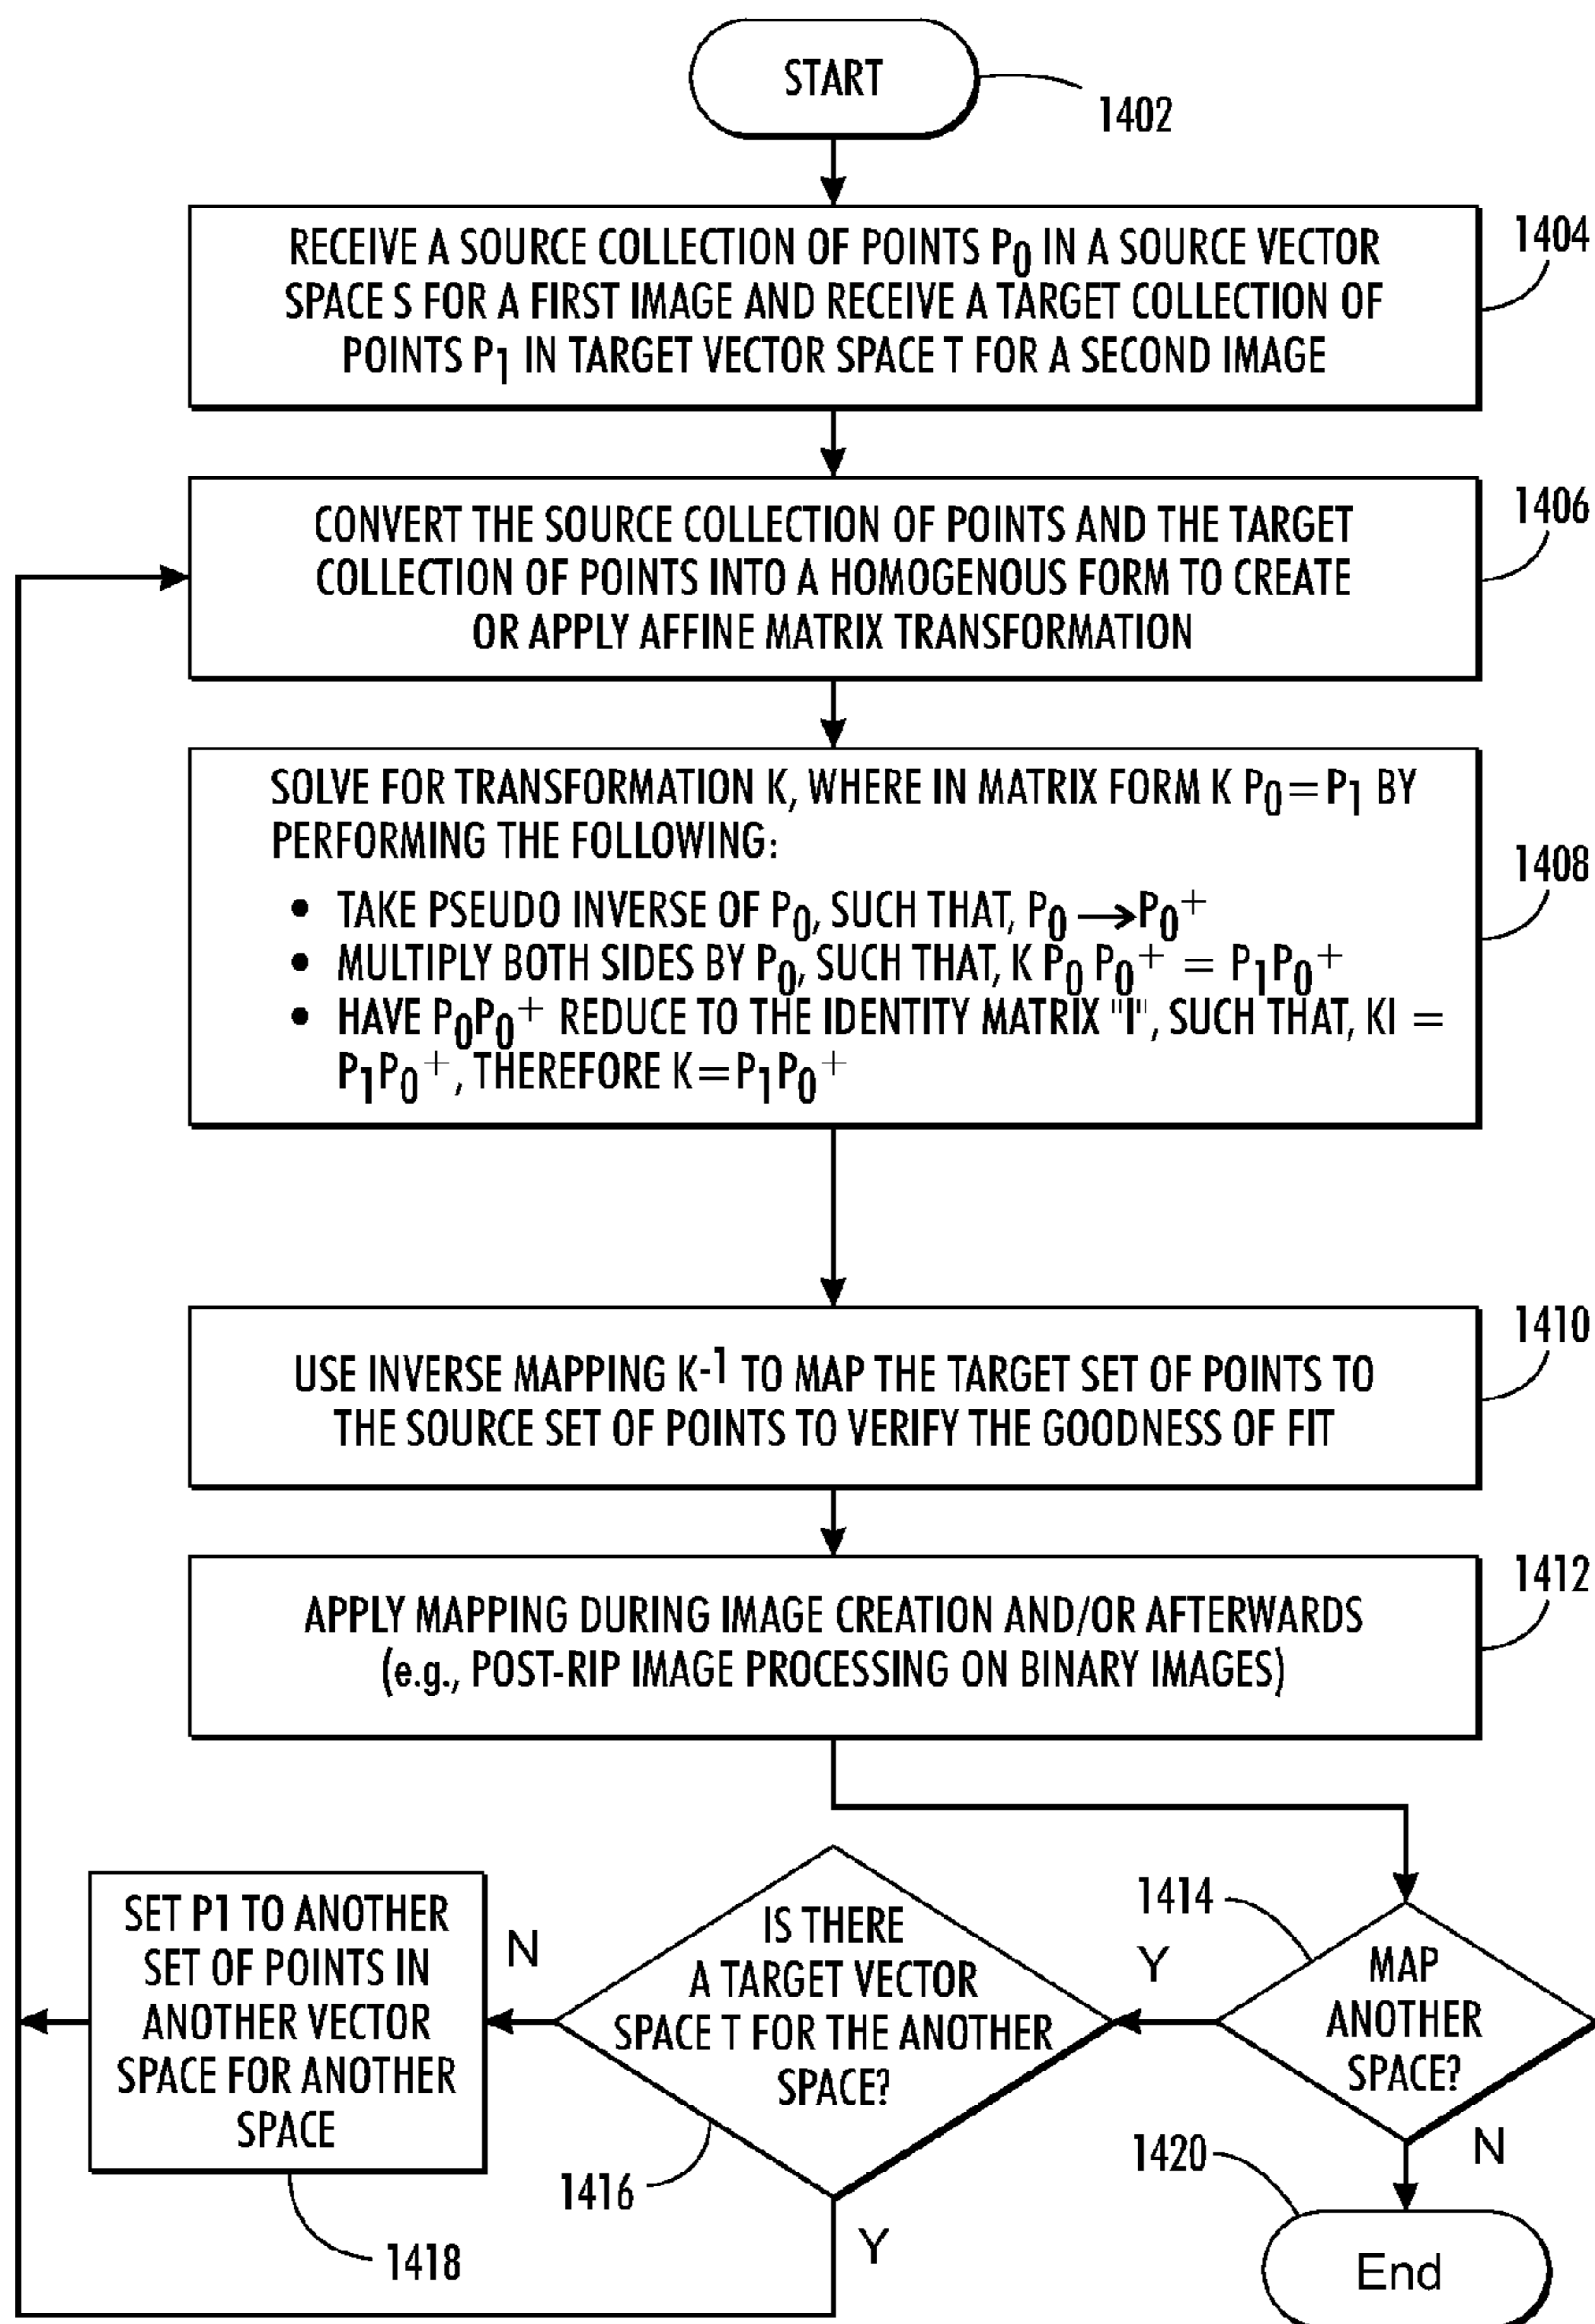 START
1402
RECEIVE A SOURCE COLLECTION OF POINTS P0 IN A SOURCE VECTOR
SPACE S FOR A FIRST IMAGE AND RECEIVE A TARGET COLLECTION OF
POINTS P1 IN TARGET VECTOR SPACE T FOR A SECOND IMAGE
1404
CONVERT THE SOURCE COLLECTION OF POINTS AND THE TARGET
COLLECTION OF POINTS INTO A HOMOGENOUS FORM TO CREATE
OR APPLY AFFINE MATRIX TRANSFORMATION
1406
SOLVE FOR TRANSFORMATION K, WHERE IN MATRIX FORM K P0=P1 BY
PERFORMING THE FOLLOWING:
• TAKE PSEUDO INVERSE OF P0, SUCH THAT, P0 → P0+
• MULTIPLY BOTH SIDES BY P0, SUCH THAT, K P0 P0+ = P1P0+
• HAVE P0P0+ REDUCE TO THE IDENTITY MATRIX "I", SUCH THAT, KI =
P1P0+, THEREFORE K=P1P0+
1408
USE INVERSE MAPPING K-1 TO MAP THE TARGET SET OF POINTS TO
THE SOURCE SET OF POINTS TO VERIFY THE GOODNESS OF FIT
1410
APPLY MAPPING DURING IMAGE CREATION AND/OR AFTERWARDS
(e.g., POST-RIP IMAGE PROCESSING ON BINARY IMAGES)
1412
MAP
ANOTHER
SPACE?
1414
Y
N
IS THERE
A TARGET VECTOR
SPACE T FOR THE ANOTHER
SPACE?
1416
N
Y
SET P1 TO ANOTHER
SET OF POINTS IN
ANOTHER VECTOR
SPACE FOR ANOTHER
SPACE
1418
1420
End